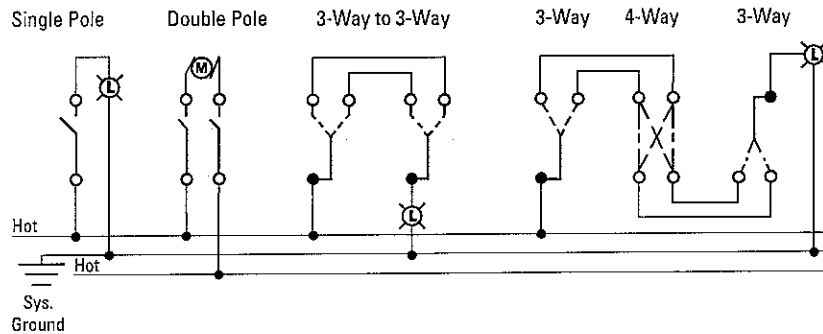 Single Pole Double Pole 3-Way to 3-Way 3-Way 4-Way 3-Way
M
L
L
L
Hot
Hot
Sys.
Ground